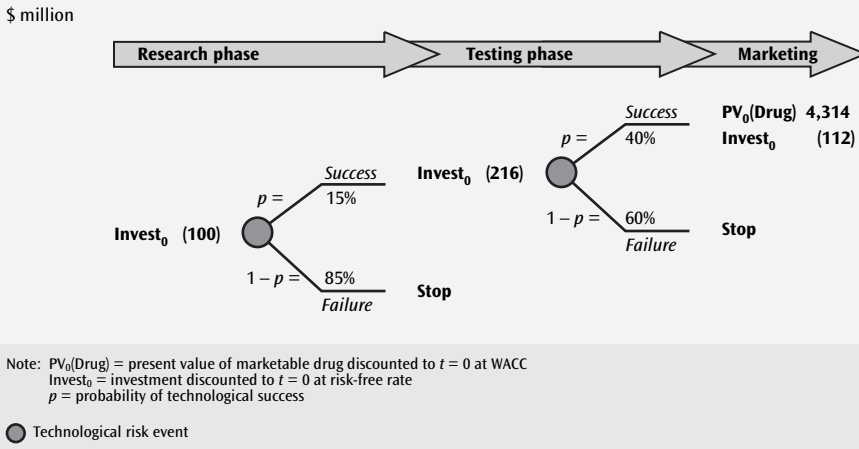 $ million
Research phase
Testing phase
Marketing
Success
p =
15%
Invest₀ (100)
1 – p =
85%
Failure
Invest₀ (216)
Stop
Success
p =
40%
1 – p =
60%
Failure
PV₀(Drug) 4,314
Invest₀ (112)
Stop
Note: PV₀(Drug) = present value of marketable drug discounted to t = 0 at WACC
Invest₀ = investment discounted to t = 0 at risk-free rate
p = probability of technological success
Technological risk event